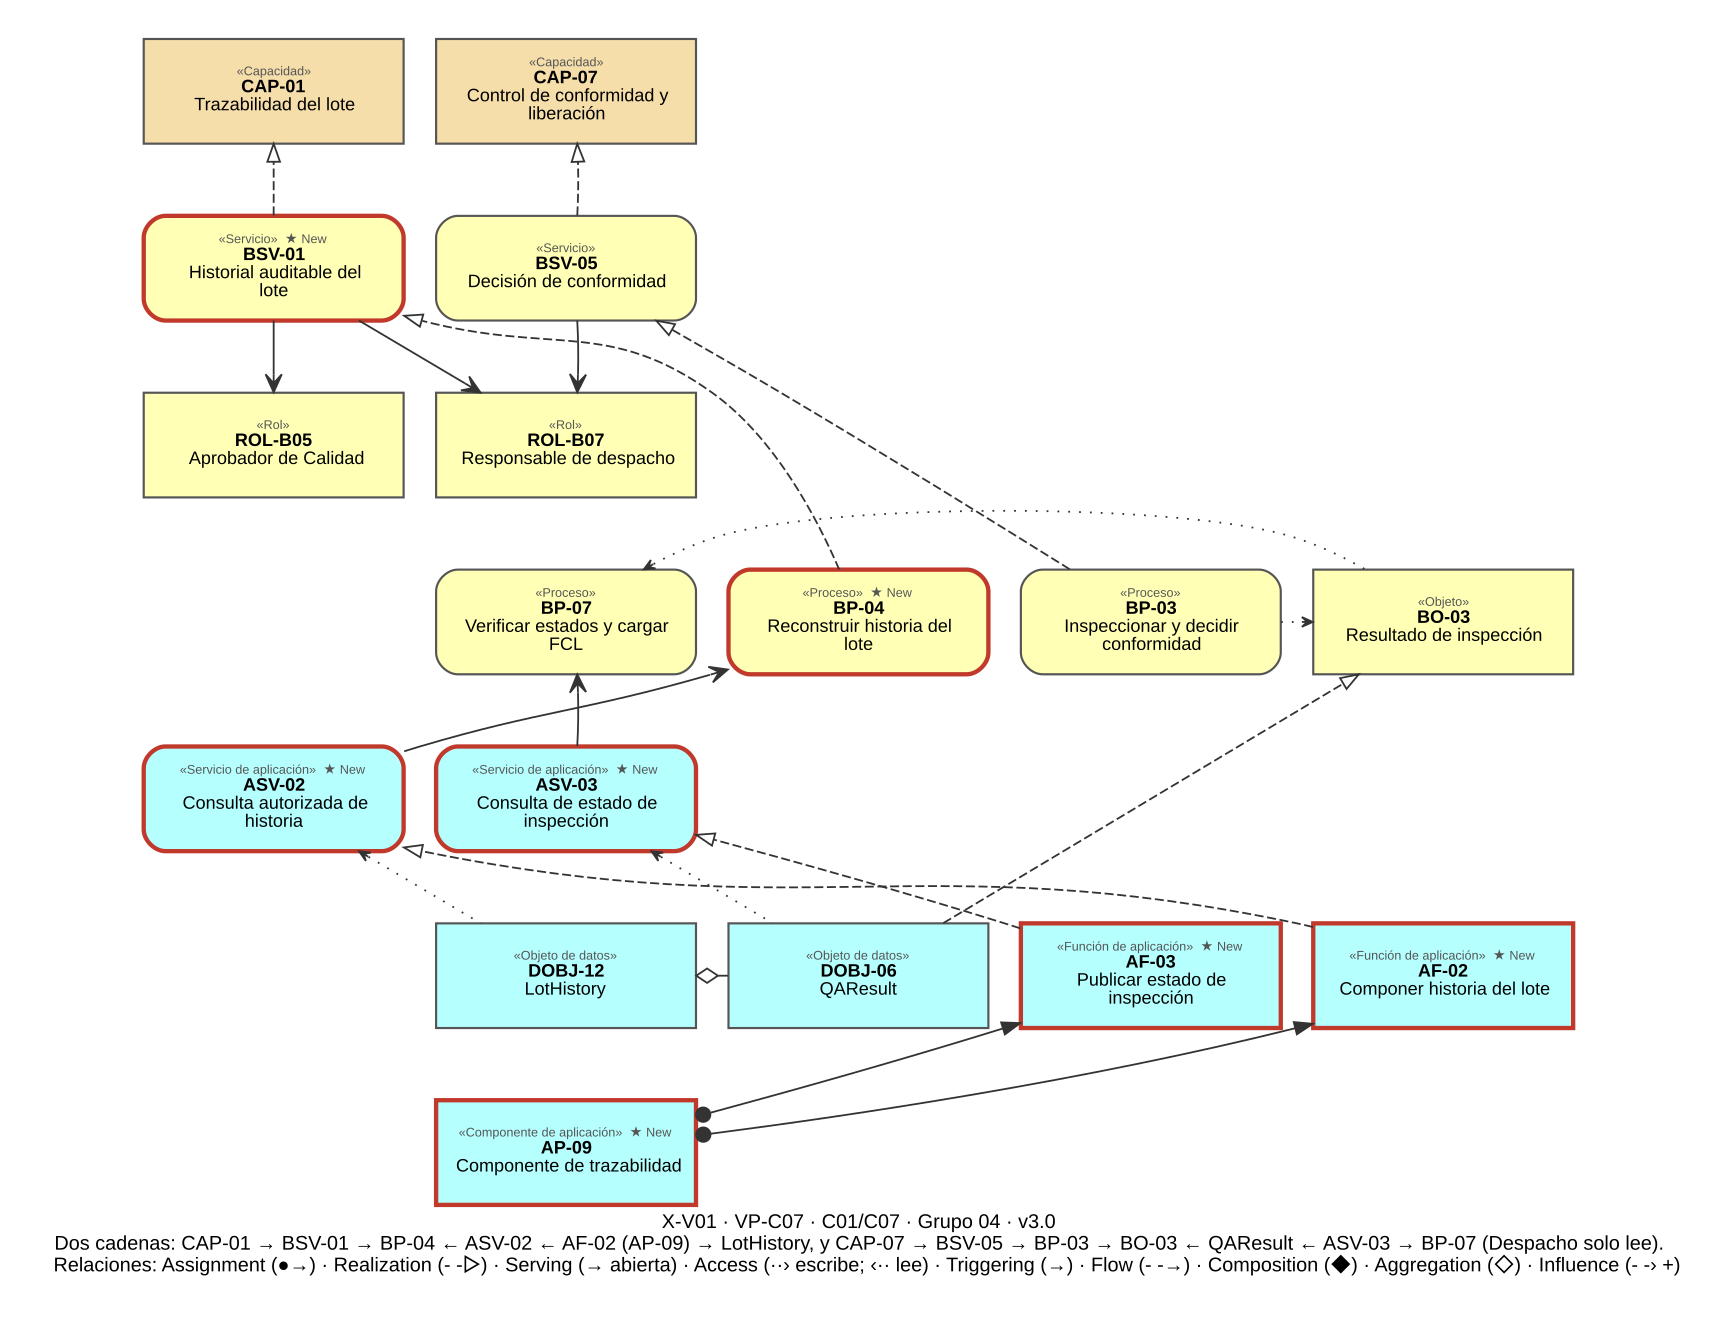 «Capacidad»
CAP-01
Trazabilidad del lote
«Capacidad»
CAP-07
Control de conformidad y
liberación
«Servicio» ★ New
BSV-01
Historial auditable del
lote
«Servicio»
BSV-05
Decisión de conformidad
«Rol»
ROL-B05
Aprobador de Calidad
«Rol»
ROL-B07
Responsable de despacho
«Proceso»
BP-07
Verificar estados y cargar
FCL
«Proceso» ★ New
BP-04
Reconstruir historia del
lote
«Proceso»
BP-03
Inspeccionar y decidir
conformidad
«Objeto»
BO-03
Resultado de inspección
«Servicio de aplicación» ★ New
ASV-02
Consulta autorizada de
historia
«Servicio de aplicación» ★ New
ASV-03
Consulta de estado de
inspección
«Objeto de datos»
DOBJ-12
LotHistory
«Objeto de datos»
DOBJ-06
QAResult
«Función de aplicación» ★ New
AF-03
Publicar estado de
inspección
«Función de aplicación» ★ New
AF-02
Componer historia del lote
«Componente de aplicación» ★ New
AP-09
Componente de trazabilidad
X-V01 · VP-C07 · C01/C07 · Grupo 04 · v3.0
Dos cadenas: CAP-01 → BSV-01 → BP-04 ← ASV-02 ← AF-02 (AP-09) → LotHistory, y CAP-07 → BSV-05 → BP-03 → BO-03 ← QAResult ← ASV-03 → BP-07 (Despacho solo lee).
Relaciones: Assignment (●→) · Realization (- -▷) · Serving (→ abierta) · Access (··› escribe; ‹·· lee) · Triggering (→) · Flow (- -→) · Composition (◆) · Aggregation (◇) · Influence (- -› +)